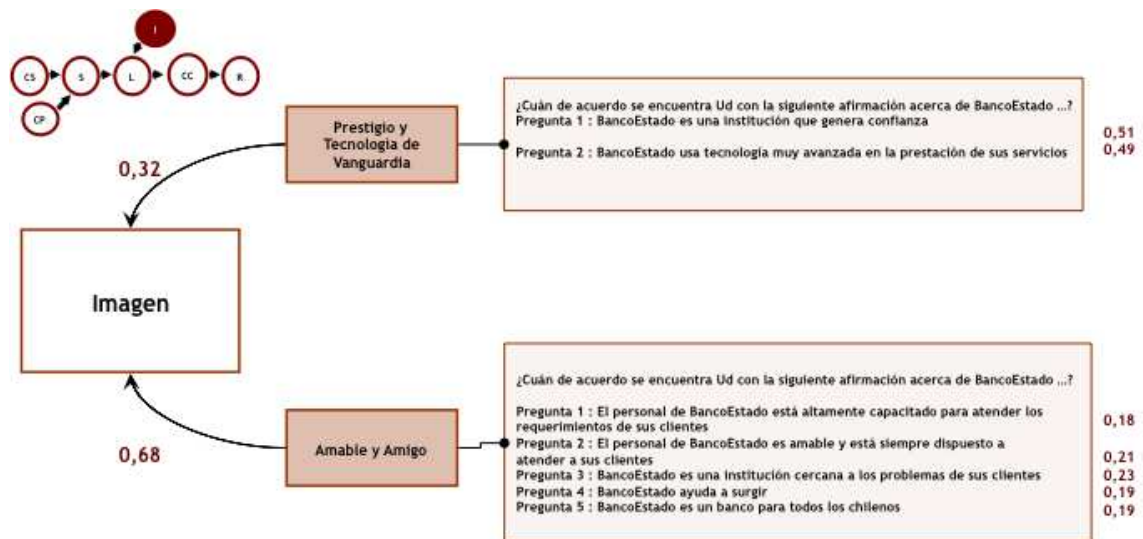 I
CS
S
L
CC
R
CP
Prestigio y
Tecnología de
Vanguardia
¿Cuán de acuerdo se encuentra Ud con la siguiente afirmación acerca de BancoEstado ...?
Pregunta 1 : BancoEstado es una institución que genera confianza
0,51
Pregunta 2 : BancoEstado usa tecnología muy avanzada en la prestación de sus servicios
0,49
0,32
Imagen
0,68
Amable y Amigo
¿Cuán de acuerdo se encuentra Ud con la siguiente afirmación acerca de BancoEstado ...?
Pregunta 1 : El personal de BancoEstado está altamente capacitado para atender los
requerimientos de sus clientes
0,18
Pregunta 2 : El personal de BancoEstado es amable y está siempre dispuesto a
atender a sus clientes
0,21
Pregunta 3 : BancoEstado es una institución cercana a los problemas de sus clientes
0,23
Pregunta 4 : BancoEstado ayuda a surgir
0,19
Pregunta 5 : BancoEstado es un banco para todos los chilenos
0,19